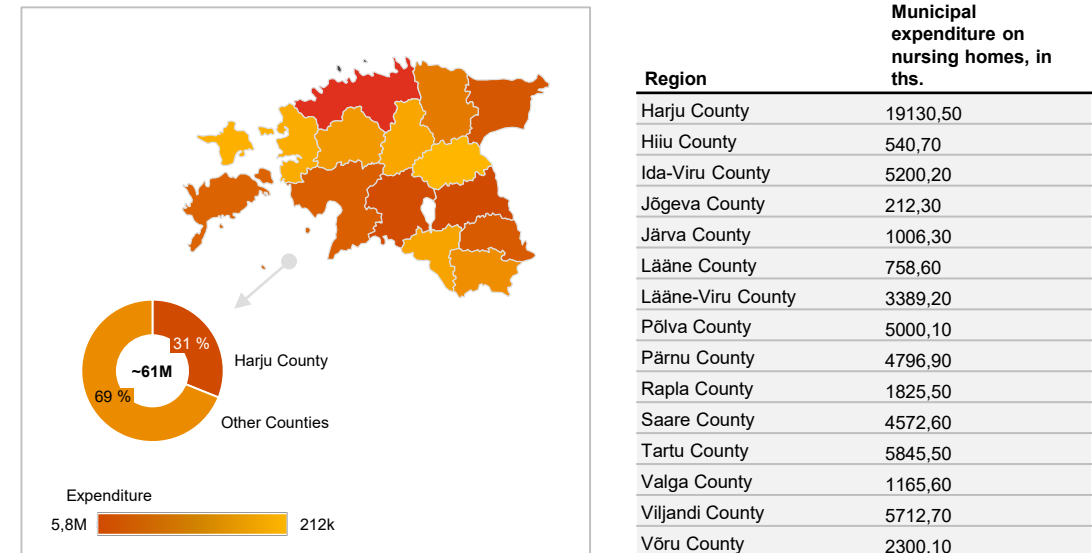 31 %
Harju County
~61M
69 %
Other Counties
Expenditure
5,8M
212k
Region
Municipal
expenditure on
nursing homes, in
ths.
Harju County 19130,50
Hiiu County 540,70
Ida-Viru County 5200,20
Jõgeva County 212,30
Järva County 1006,30
Lääne County 758,60
Lääne-Viru County 3389,20
Põlva County 5000,10
Pärnu County 4796,90
Rapla County 1825,50
Saare County 4572,60
Tartu County 5845,50
Valga County 1165,60
Viljandi County 5712,70
Võru County 2300,10